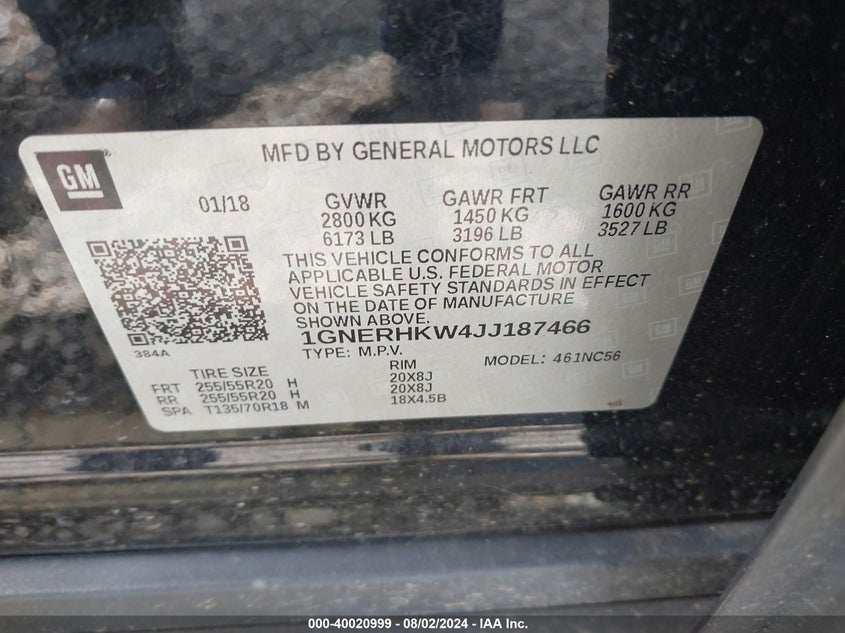 GM
MFD BY GENERAL MOTORS LLC
01/18 GVWR GAWR FRT GAWR RR
2800 KG 1450 KG 1600 KG
6173 LB 3196 LB 3527 LB
THIS VEHICLE CONFORMS TO ALL
APPLICABLE U.S. FEDERAL MOTOR
VEHICLE SAFETY STANDARDS IN EFFECT
ON THE DATE OF MANUFACTURE
SHOWN ABOVE.
1GNERHKW4JJ187466
384A
TYPE: M.P.V. MODEL: 461NC56
TIRE SIZE RIM
FRT 255/55R20 H 20X8J
RR 255/55R20 H 20X8J
SPA T135/70R18 M 18X4.5B
000-40020999 — 08/02/2024 — IAA Inc.